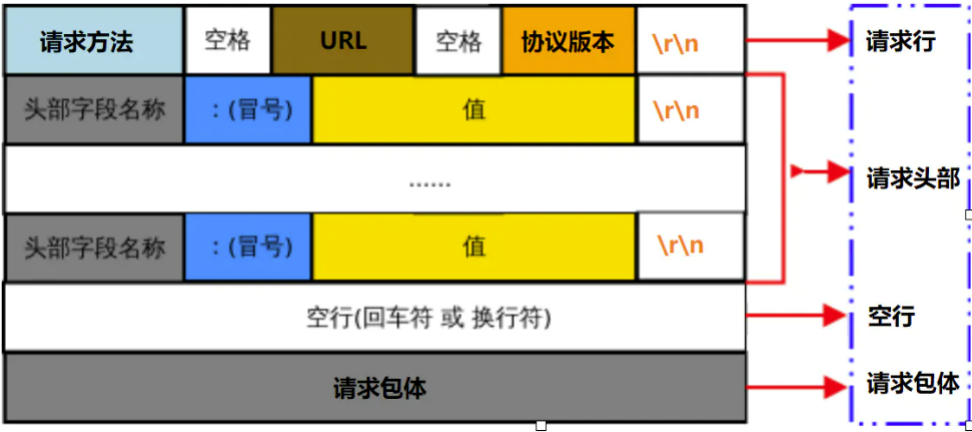 请求方法 空格 URL 空格 协议版本 \r\n 请求行
头部字段名称 :(冒号) 值 \r\n
...... 请求头部
头部字段名称 :(冒号) 值 \r\n
空行(回车符 或 换行符) 空行
请求包体 请求包体